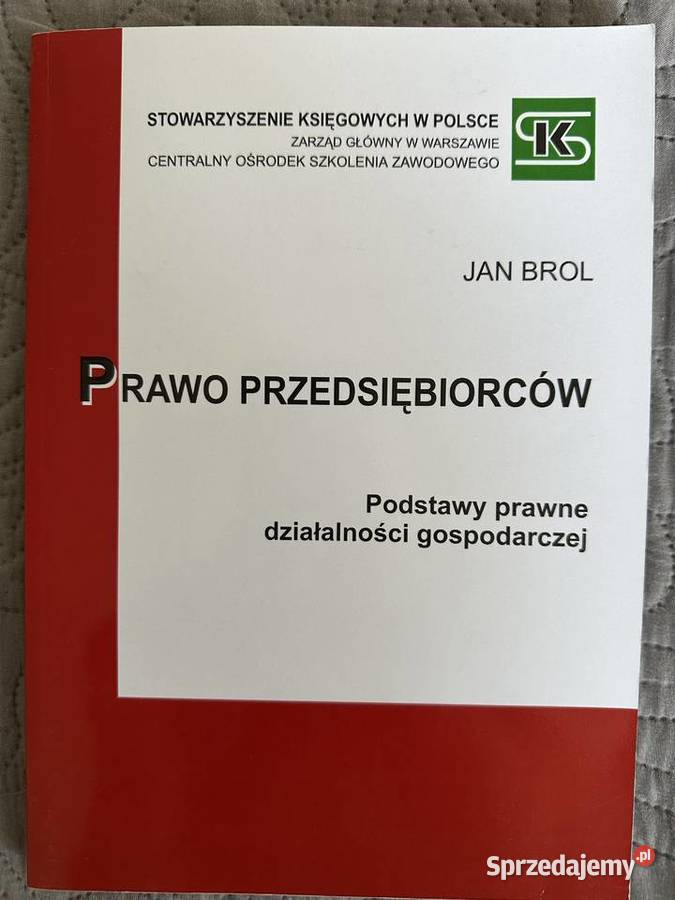 STOWARZYSZENIE KSIĘGOWYCH W POLSCE
ZARZĄD GŁÓWNY W WARSZAWIE
CENTRALNY OŚRODEK SZKOLENIA ZAWODOWEGO
SK
JAN BROL
PRAWO PRZEDSIĘBIORCÓW
Podstawy prawne
działalności gospodarczej
Sprzedajemy.pl